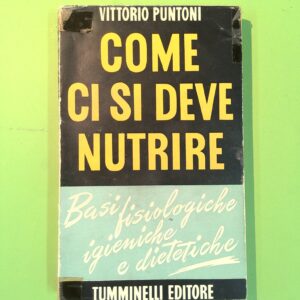 VITTORIO PUNTONI
COME
CI SI DEVE
NUTRIRE
Basi fisiologiche
igieniche
e dietetiche
TUMMINELLI EDITORE